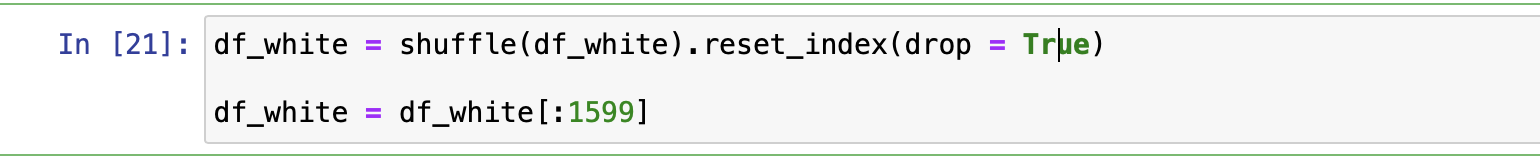 In [21]: df_white = shuffle(df_white).reset_index(drop = True)
df_white = df_white[:1599]